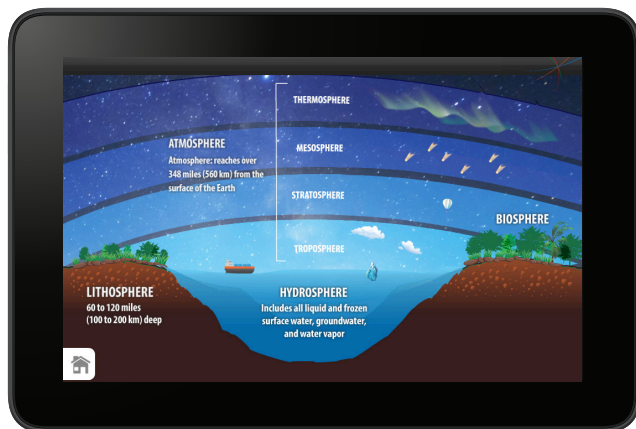 THERMOSPHERE
ATMOSPHERE
Atmosphere: reaches over
348 miles (560 km) from the
surface of the Earth
MESOSPHERE
STRATOSPHERE
TROPOSPHERE
BIOSPHERE
LITHOSPHERE
60 to 120 miles
(100 to 200 km) deep
HYDROSPHERE
Includes all liquid and frozen
surface water, groundwater,
and water vapor